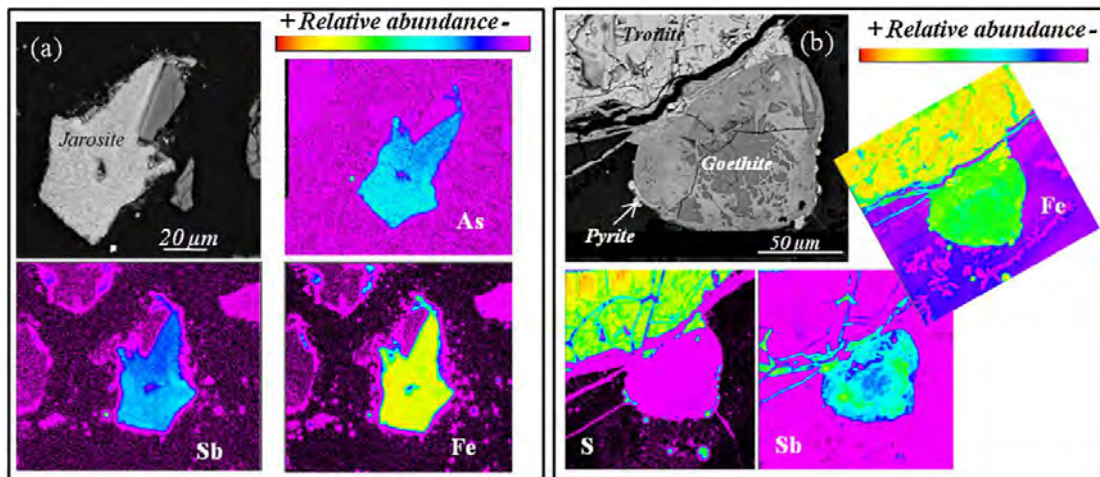 + Relative abundance -
(a)
Jarosite
20 µm
As
Sb
Fe
+ Relative abundance -
Troilite
(b)
Goethite
Pyrite
50 µm
Fe
S
Sb